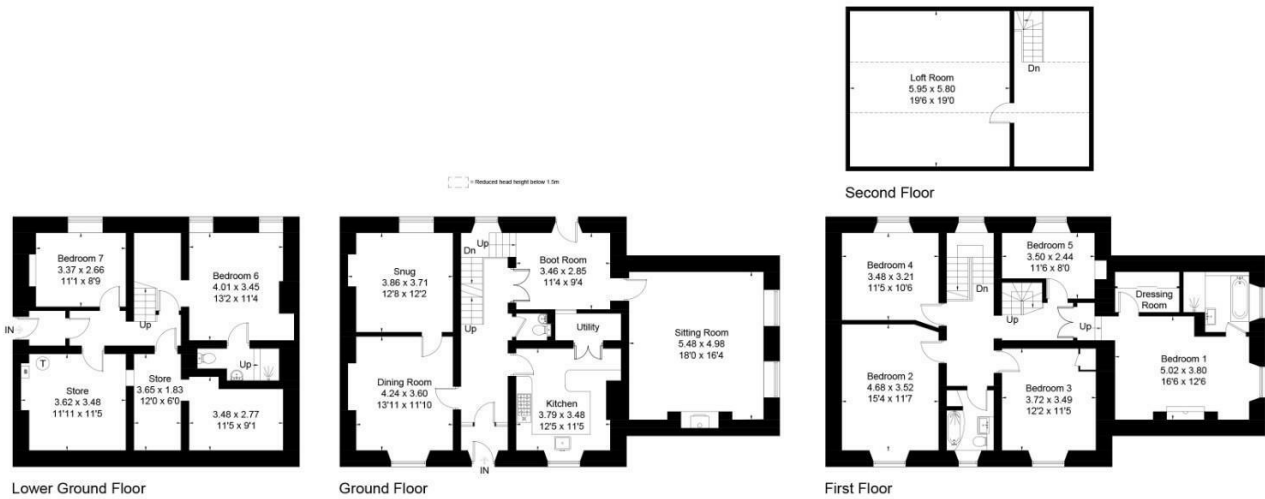 Loft Room
5.95 x 5.80
19'6 x 19'0
Dn
Second Floor
= Reduced head height below 1.5m
Bedroom 7
3.37 x 2.66
11'1 x 8'9
Bedroom 6
4.01 x 3.45
13'2 x 11'4
IN
Up
Up
T
Store
3.62 x 3.48
11'11 x 11'5
Store
3.65 x 1.83
12'0 x 6'0
3.48 x 2.77
11'5 x 9'1
Lower Ground Floor
Snug
3.86 x 3.71
12'8 x 12'2
Dn
Up
Up
Boot Room
3.46 x 2.85
11'4 x 9'4
Utility
Sitting Room
5.48 x 4.98
18'0 x 16'4
Dining Room
4.24 x 3.60
13'11 x 11'10
Kitchen
3.79 x 3.48
12'5 x 11'5
IN
Ground Floor
Bedroom 4
3.48 x 3.21
11'5 x 10'6
Dn
Bedroom 5
3.50 x 2.44
11'6 x 8'0
Up
Up
Dressing
Room
Bedroom 1
5.02 x 3.80
16'6 x 12'6
Bedroom 2
4.68 x 3.52
15'4 x 11'7
Bedroom 3
3.72 x 3.49
12'2 x 11'5
First Floor